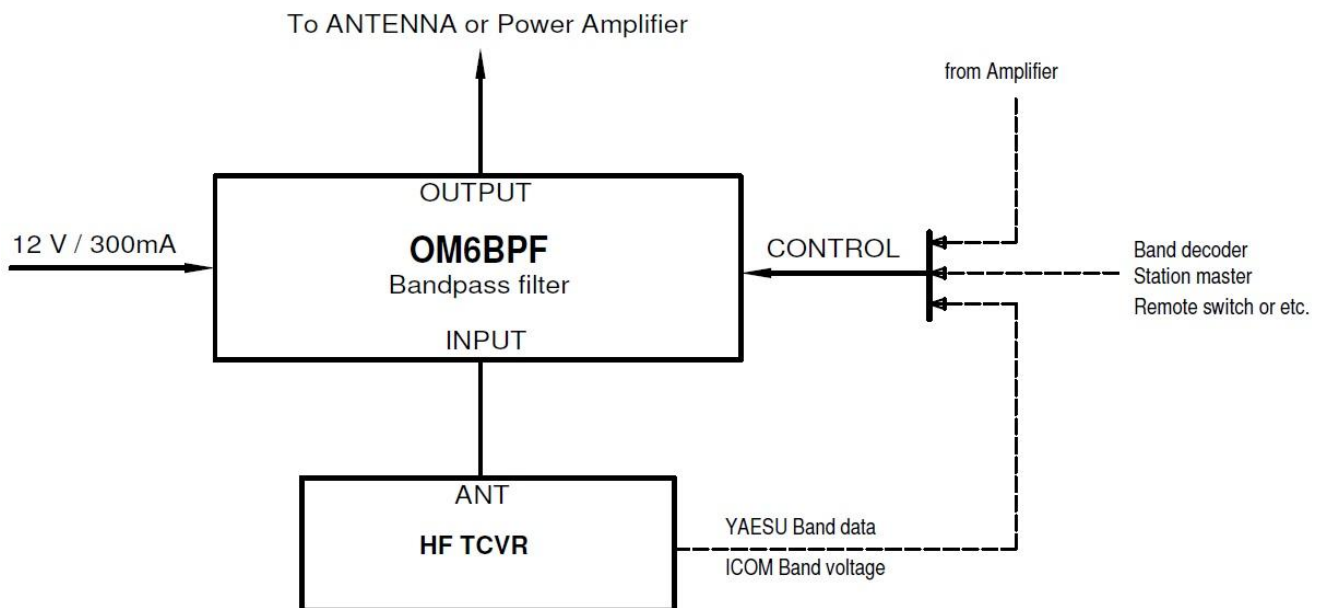 To ANTENNA or Power Amplifier
from Amplifier
OUTPUT
12 V / 300mA
OM6BPF
Bandpass filter
CONTROL
Band decoder
Station master
Remote switch or etc.
INPUT
ANT
HF TCVR
YAESU Band data
ICOM Band voltage